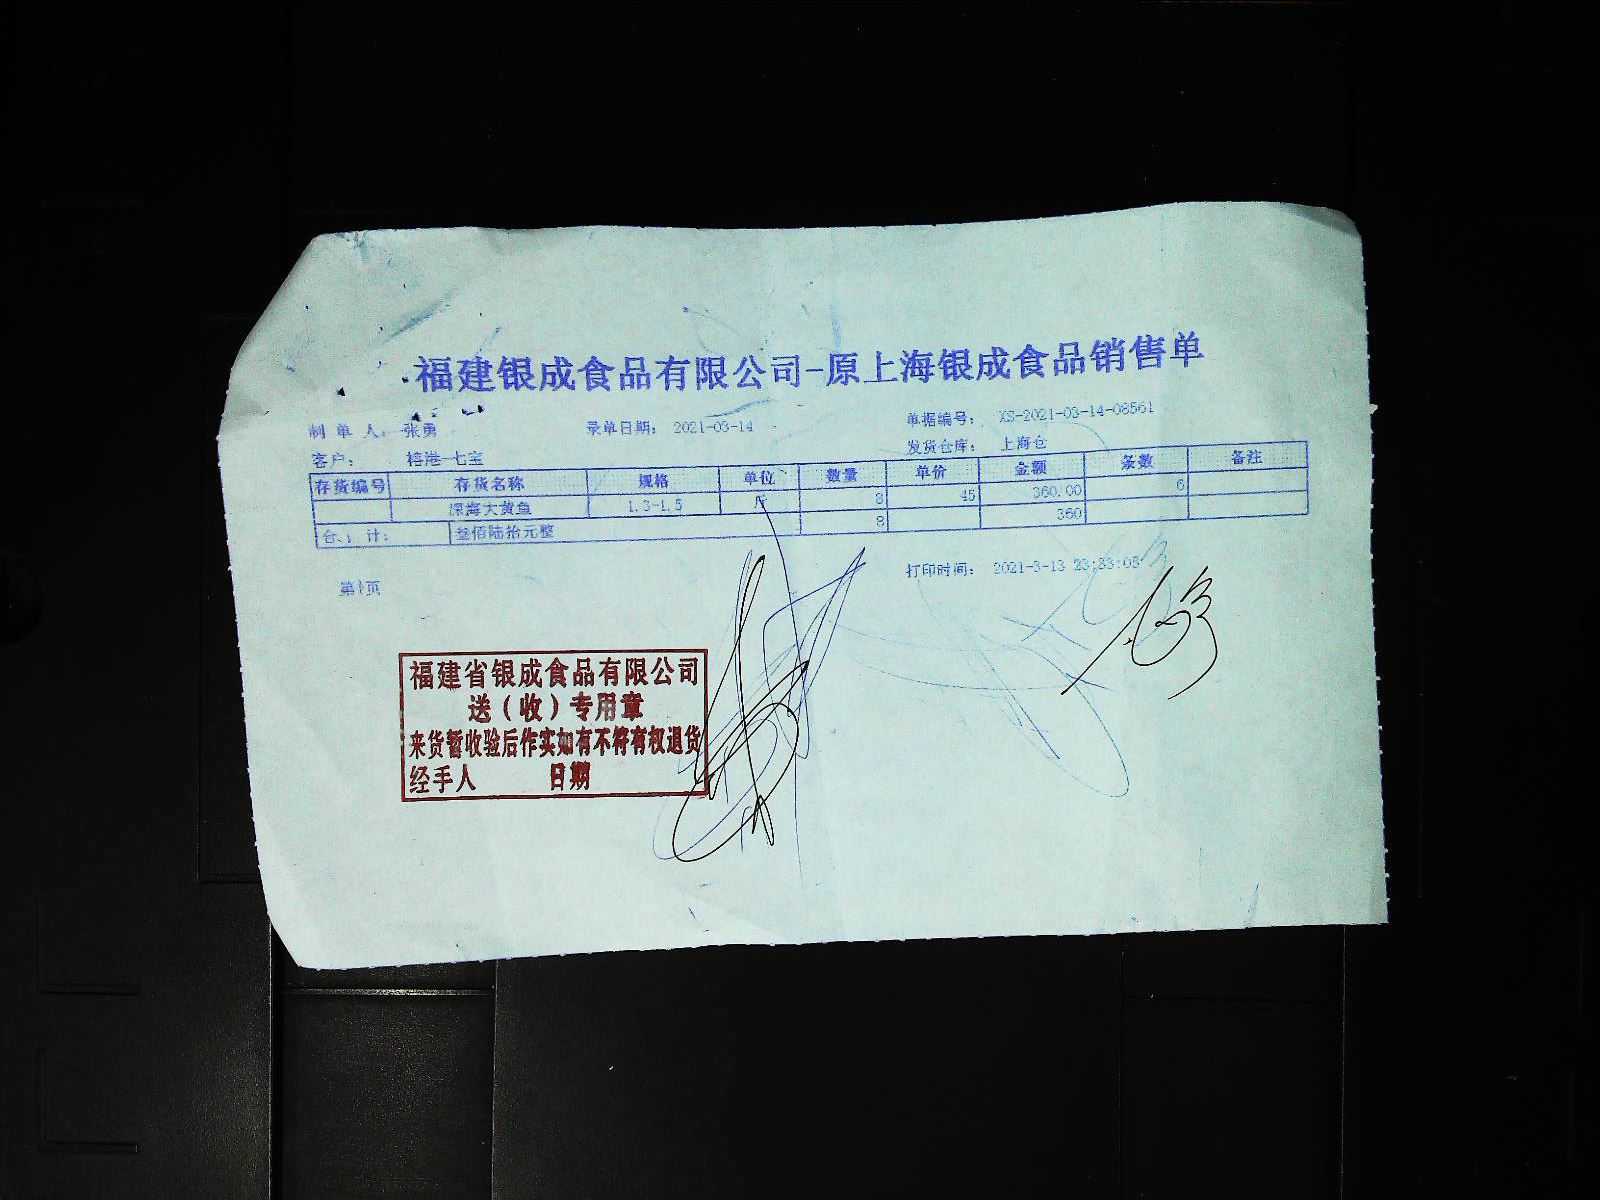 福建银成食品有限公司-原上海银成食品销售单
制 单 人: 张勇 录单日期: 2021-03-14 单据编号: XS-2021-03-14-08561
客户: 榕港-七宝 发货仓库: 上海仓
存货编号 存货名称 规格 单位 数量 单价 金额 条数 备注
深海大黄鱼 1.3-1.5 斤 8 45 360.00 6
合 计: 叁佰陆拾元整 8 360
第1页 打印时间: 2021-3-13 23:33:05
福建省银成食品有限公司
送(收)专用章
来货暂收验后作实如有不符有权退货
经手人 日期